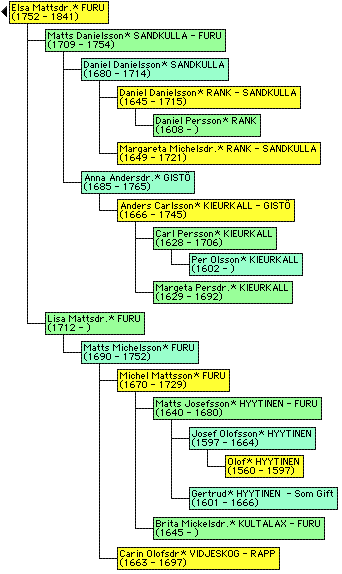 Elsa Mattsdr.* FURU
(1752 - 1841)
Matts Danielsson* SANDKULLA - FURU
(1709 - 1754)
Daniel Danielsson* SANDKULLA
(1680 - 1714)
Daniel Danielsson* RANK - SANDKULLA
(1645 - 1715)
Daniel Persson* RANK
(1608 - )
Margareta Michelsdr.* RANK - SANDKULLA
(1649 - 1721)
Anna Andersdr.* GISTÖ
(1685 - 1765)
Anders Carlsson* KIEURKALL - GISTÖ
(1666 - 1745)
Carl Persson* KIEURKALL
(1628 - 1706)
Per Olsson* KIEURKALL
(1602 - )
Margeta Persdr.* KIEURKALL
(1629 - 1692)
Lisa Mattsdr.* FURU
(1712 - )
Matts Michelsson* FURU
(1690 - 1752)
Michel Mattsson* FURU
(1670 - 1729)
Matts Josefsson* HYYTINEN - FURU
(1640 - 1680)
Josef Olofsson* HYYTINEN
(1597 - 1664)
Olof* HYYTINEN
(1560 - 1597)
Gertrud* HYYTINEN - Som Gift
(1601 - 1666)
Brita Mickelsdr.* KULTALAX - FURU
(1645 - )
Carin Olofsdr* VIDJESKOG - RAPP
(1663 - 1697)